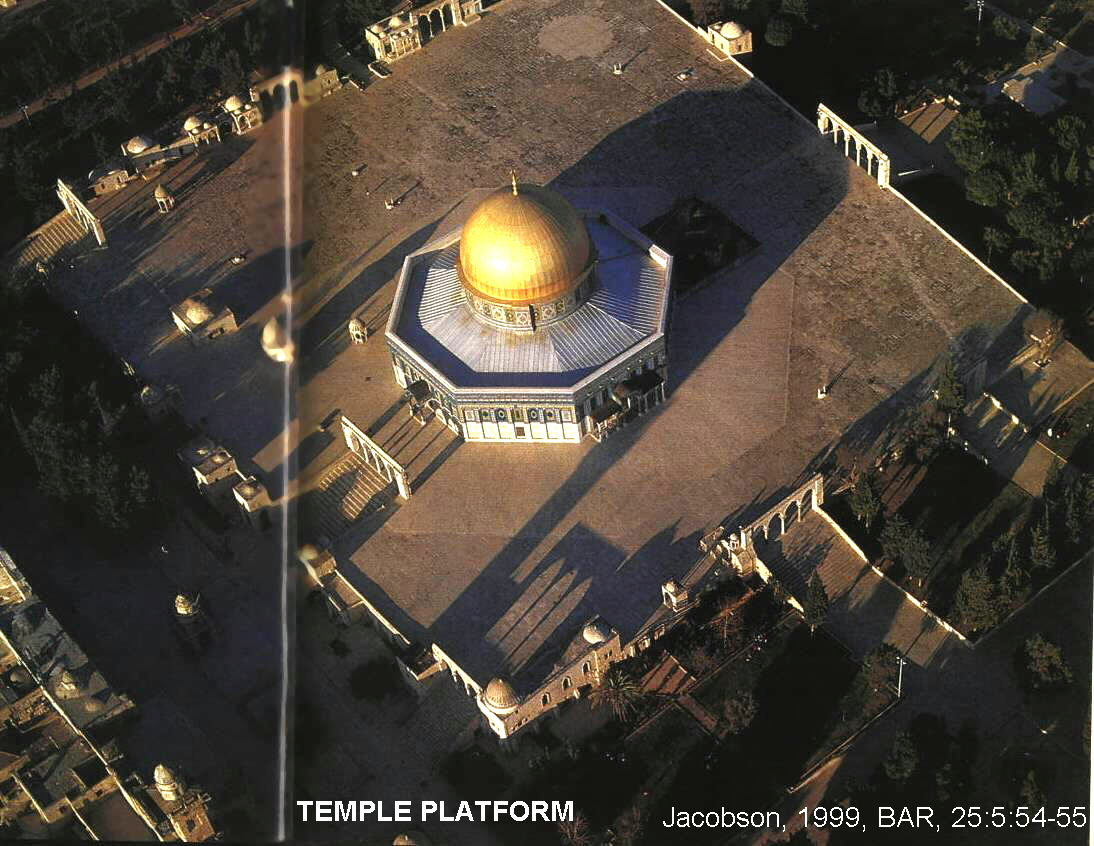 TEMPLE PLATFORM
Jacobson, 1999, BAR, 25:5:54-55